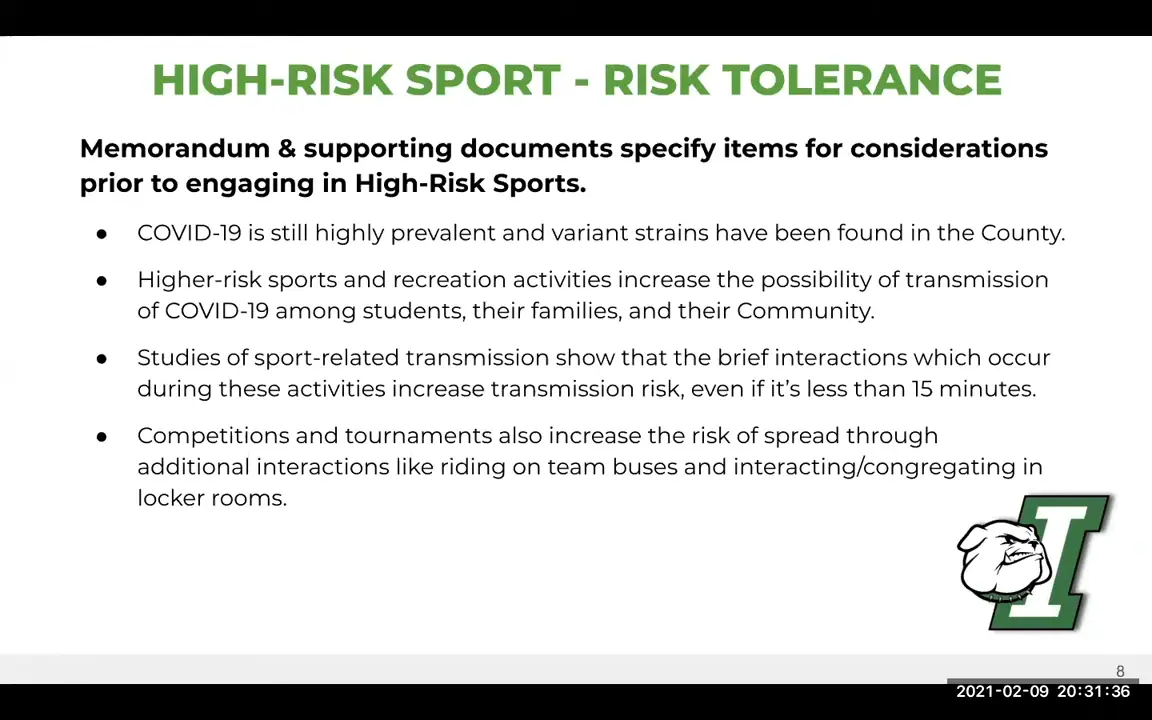 HIGH-RISK SPORT - RISK TOLERANCE
Memorandum & supporting documents specify items for considerations
prior to engaging in High-Risk Sports.
● COVID-19 is still highly prevalent and variant strains have been found in the County.
● Higher-risk sports and recreation activities increase the possibility of transmission
of COVID-19 among students, their families, and their Community.
● Studies of sport-related transmission show that the brief interactions which occur
during these activities increase transmission risk, even if it’s less than 15 minutes.
● Competitions and tournaments also increase the risk of spread through
additional interactions like riding on team buses and interacting/congregating in
locker rooms.
I
8
2021-02-09 20:31:36